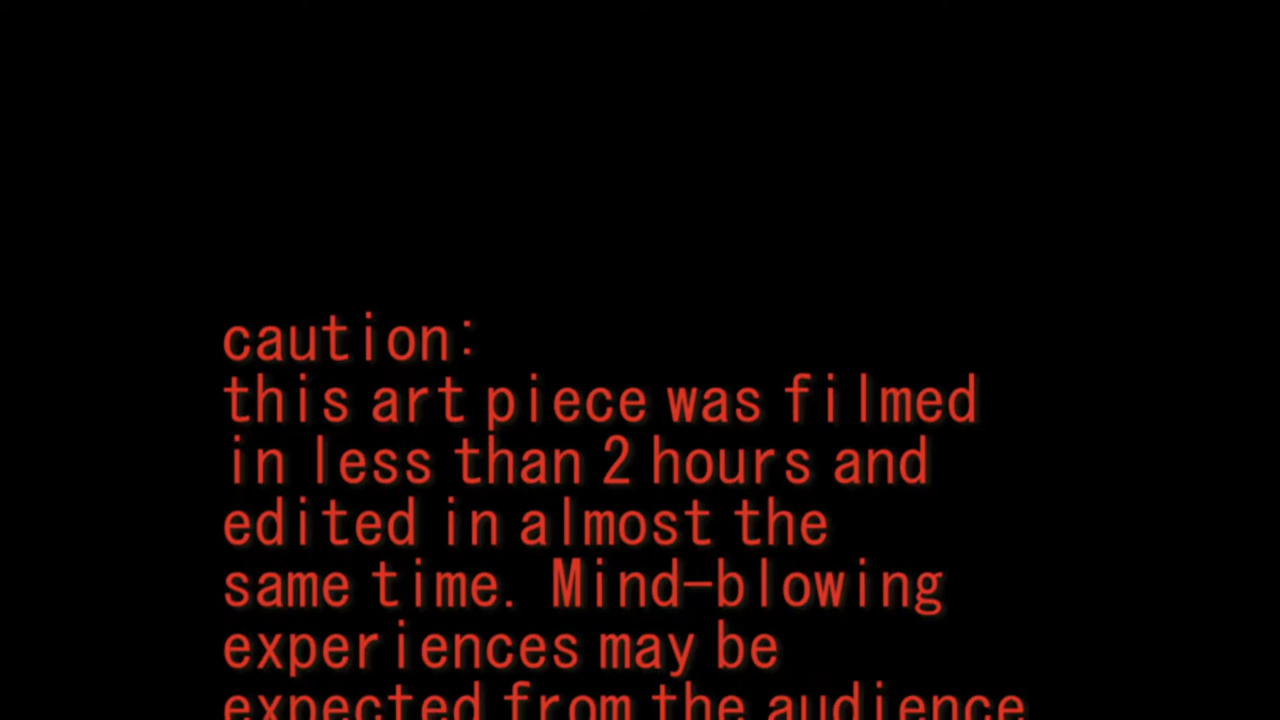 caution:
this art piece was filmed
in less than 2 hours and
edited in almost the
same time. Mind-blowing
experiences may be
expected from the audience